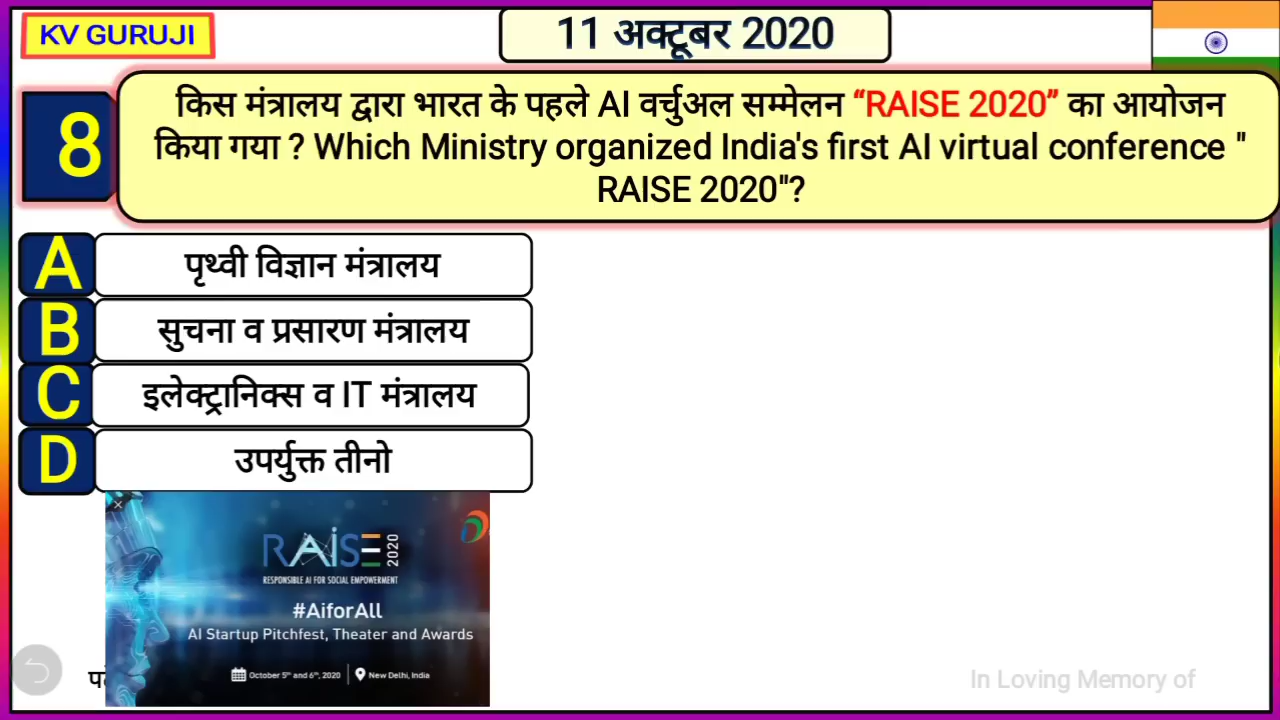 KV GURUJI
11 अक्टूबर 2020
8
किस मंत्रालय द्वारा भारत के पहले AI वर्चुअल सम्मेलन “RAISE 2020” का आयोजन
किया गया ? Which Ministry organized India's first AI virtual conference "
RAISE 2020"?
A पृथ्वी विज्ञान मंत्रालय
B सुचना व प्रसारण मंत्रालय
C इलेक्ट्रानिक्स व IT मंत्रालय
D उपर्युक्त तीनो
RAISE 2020
RESPONSIBLE AI FOR SOCIAL EMPOWERMENT
#AiforAll
AI Startup Pitchfest, Theater and Awards
October 5th and 6th, 2020 New Delhi, India
In Loving Memory of